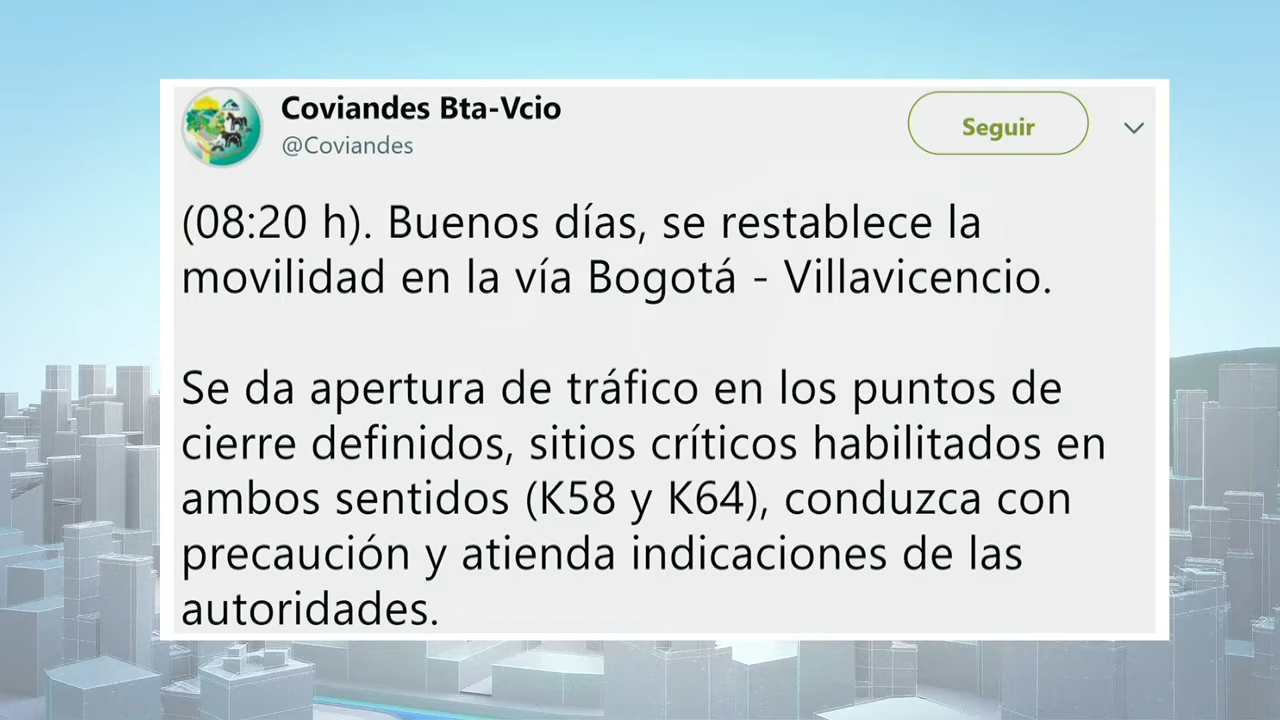 Coviandes Bta-Vcio
@Coviandes
Seguir
(08:20 h). Buenos días, se restablece la
movilidad en la vía Bogotá - Villavicencio.
Se da apertura de tráfico en los puntos de
cierre definidos, sitios críticos habilitados en
ambos sentidos (K58 y K64), conduzca con
precaución y atienda indicaciones de las
autoridades.